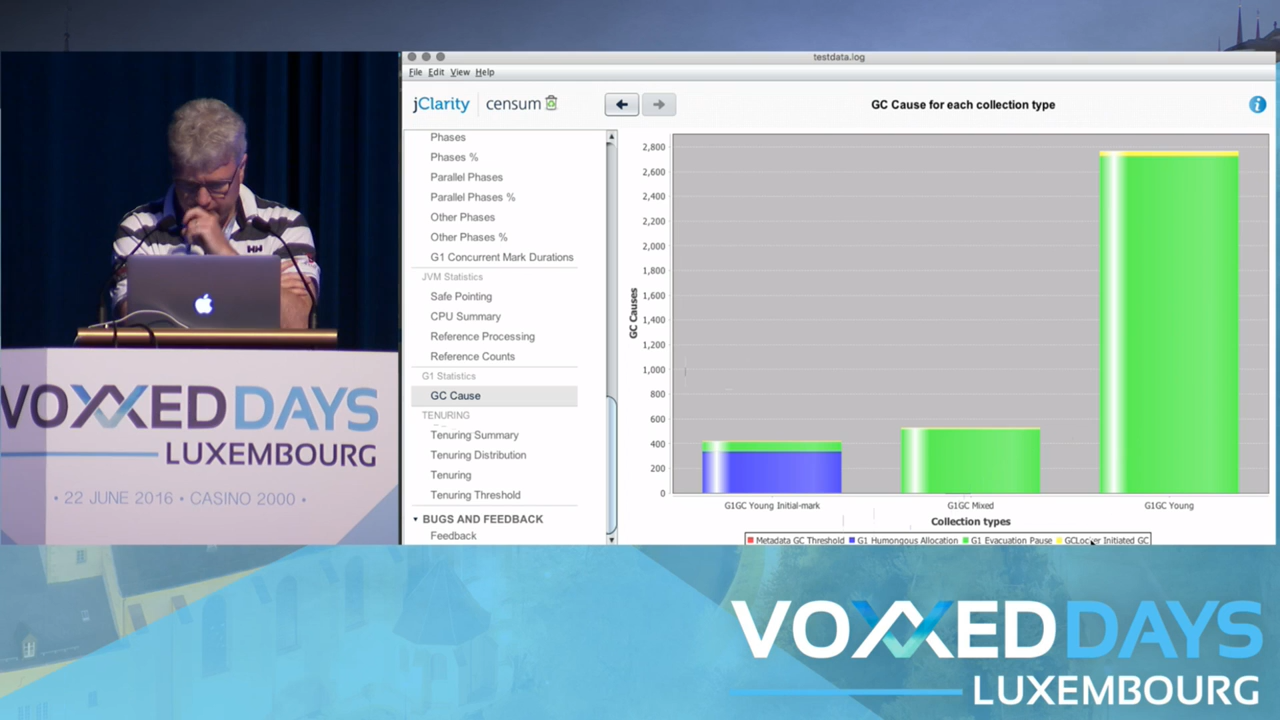 testdata.log
File Edit View Help
jClarity censum
GC Cause for each collection type
Phases
Phases %
Parallel Phases
Parallel Phases %
Other Phases
Other Phases %
G1 Concurrent Mark Durations
JVM Statistics
Safe Pointing
CPU Summary
Reference Processing
Reference Counts
G1 Statistics
GC Cause
TENURING
Tenuring Summary
Tenuring Distribution
Tenuring
Tenuring Threshold
BUGS AND FEEDBACK
Feedback
GC Causes
2,800
2,600
2,400
2,200
2,000
1,800
1,600
1,400
1,200
1,000
800
600
400
200
0
G1GC Young Initial-mark G1GC Mixed G1GC Young
Collection types
Metadata GC Threshold G1 Humongous Allocation G1 Evacuation Pause GCLocker Initiated GC
HH
VOXXED DAYS
LUXEMBOURG
• 22 JUNE 2016 • CASINO 2000 •
VOXXED DAYS
LUXEMBOURG